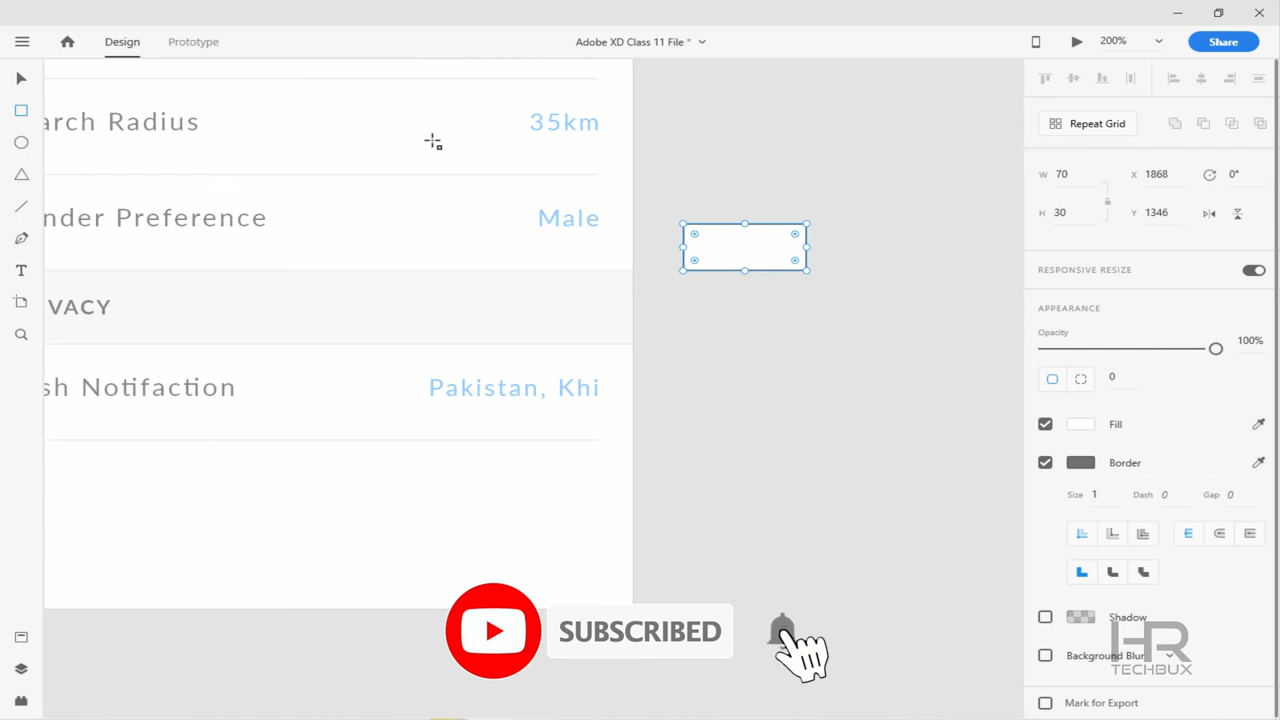 Design Prototype Adobe XD Class 11 File * 200% Share
arch Radius 35km
Repeat Grid
W 70 X 1868 0°
nder Preference Male
H 30 Y 1346
RESPONSIVE RESIZE
VACY
APPEARANCE
Opacity
100%
0
sh Notifaction Pakistan, Khi
Fill
Border
Size 1 Dash 0 Gap 0
Shadow
SUBSCRIBED
HR
TECHBUX
Background Blur
Mark for Export